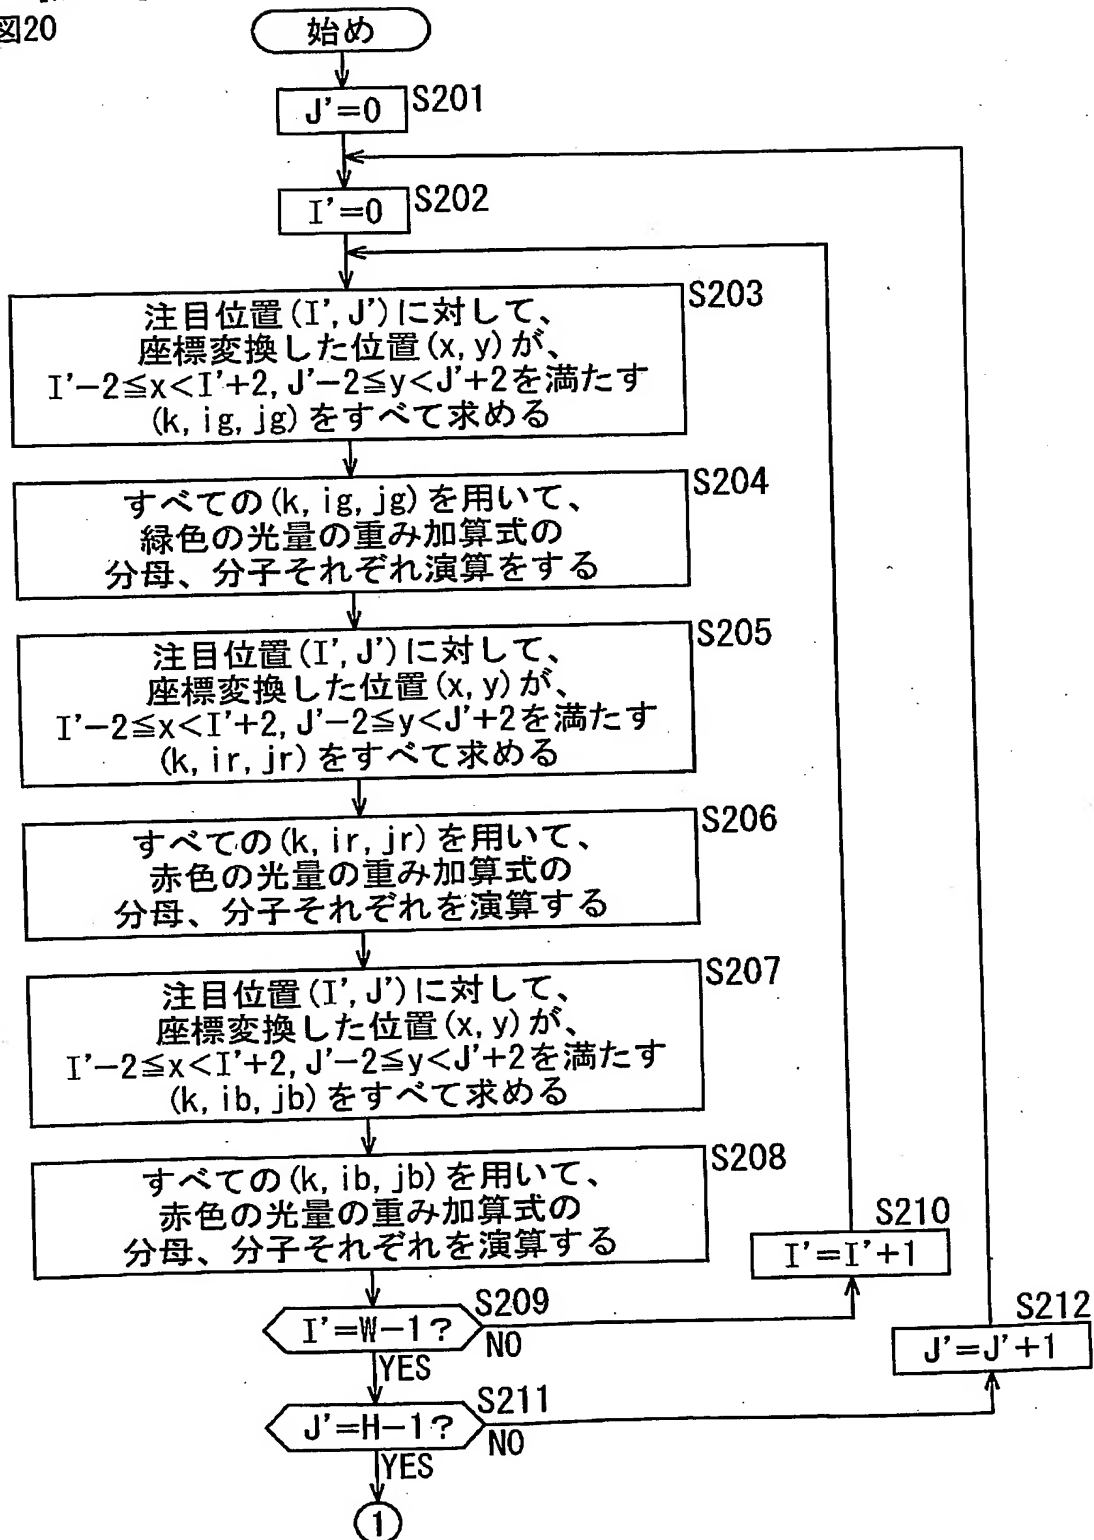 図20
始め
J’=0
S201
I’=0
S202
S203
注目位置(I’, J’)に対して、
座標変換した位置(x, y)が、
I’−2≦x<I’+2, J’−2≦y<J’+2を満たす
(k, ig, jg)をすべて求める
S204
すべての(k, ig, jg)を用いて、
緑色の光量の重み加算式の
分母、分子それぞれ演算をする
S205
注目位置(I’, J’)に対して、
座標変換した位置(x, y)が、
I’−2≦x<I’+2, J’−2≦y<J’+2を満たす
(k, ir, jr)をすべて求める
S206
すべての(k, ir, jr)を用いて、
赤色の光量の重み加算式の
分母、分子それぞれを演算する
S207
注目位置(I’, J’)に対して、
座標変換した位置(x, y)が、
I’−2≦x<I’+2, J’−2≦y<J’+2を満たす
(k, ib, jb)をすべて求める
S208
すべての(k, ib, jb)を用いて、
赤色の光量の重み加算式の
分母、分子それぞれを演算する
S209
I’=W−1?
NO
YES
S210
I’=I’+1
S211
J’=H−1?
NO
YES
S212
J’=J’+1
1